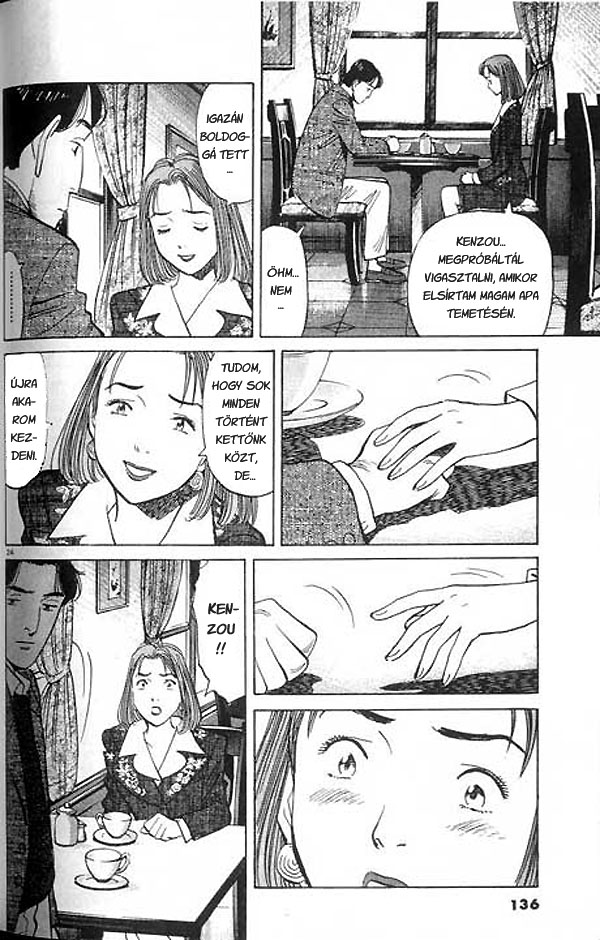 KENZOU...
MEGPRÓBÁLTÁL
VIGASZTALNI, AMIKOR
ELSÍRTAM MAGAM APA
TEMETÉSÉN.
ÖHM...
NEM
...
IGAZÁN
BOLDOG-
GÁ TETT
...
..........
TUDOM,
HOGY SOK
MINDEN
TÖRTÉNT
KETTŐNK
KÖZT,
DE...
ÚJRA
AKA-
ROM
KEZ-
DENI.
KEN-
ZOU
!!
136